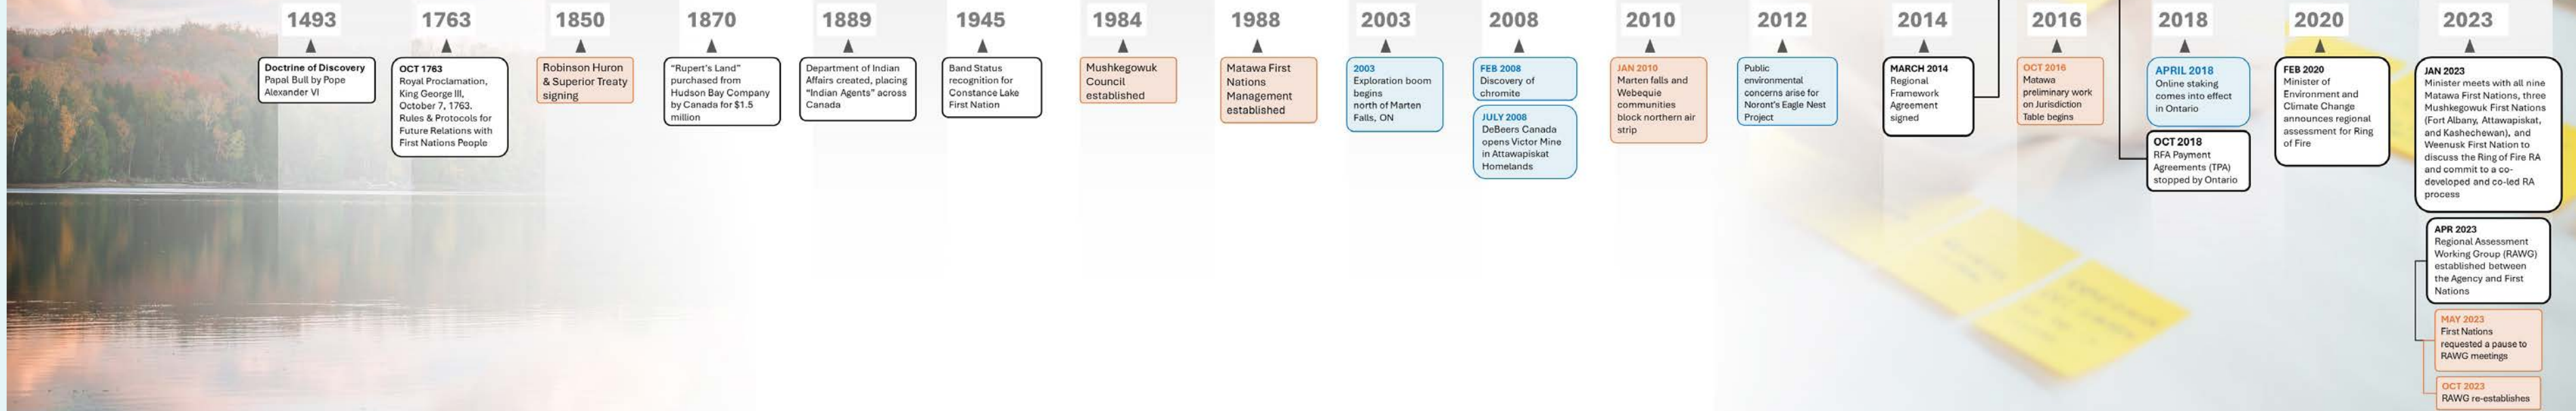 1493
Doctrine of Discovery
Papal Bull by Pope
Alexander VI
1763
OCT 1763
Royal Proclamation,
King George III,
October 7, 1763.
Rules & Protocols for
Future Relations with
First Nations People
1850
Robinson Huron
& Superior Treaty
signing
1870
“Rupert’s Land”
purchased from
Hudson Bay Company
by Canada for $1.5
million
1889
Department of Indian
Affairs created, placing
“Indian Agents” across
Canada
1945
Band Status
recognition for
Constance Lake
First Nation
1984
Mushkegowuk
Council
established
1988
Matawa First
Nations
Management
established
2003
2003
Exploration boom
begins
north of Marten
Falls, ON
2008
FEB 2008
Discovery of
chromite
JULY 2008
DeBeers Canada
opens Victor Mine
in Attawapiskat
Homelands
2010
JAN 2010
Marten falls and
Webequie
communities
block northern air
strip
2012
Public
environmental
concerns arise for
Noront’s Eagle Nest
Project
2014
MARCH 2014
Regional
Framework
Agreement
signed
2016
OCT 2016
Matawa
preliminary work
on Jurisdiction
Table begins
2018
APRIL 2018
Online staking
comes into effect
in Ontario
OCT 2018
RFA Payment
Agreements (TPA)
stopped by Ontario
2020
FEB 2020
Minister of
Environment and
Climate Change
announces regional
assessment for Ring
of Fire
2023
JAN 2023
Minister meets with all nine
Matawa First Nations, three
Mushkegowuk First Nations
(Fort Albany, Attawapiskat,
and Kashechewan), and
Weenusk First Nation to
discuss the Ring of Fire RA
and commit to a co-
developed and co-led RA
process
APR 2023
Regional Assessment
Working Group (RAWG)
established between
the Agency and First
Nations
MAY 2023
First Nations
requested a pause to
RAWG meetings
OCT 2023
RAWG re-establishes